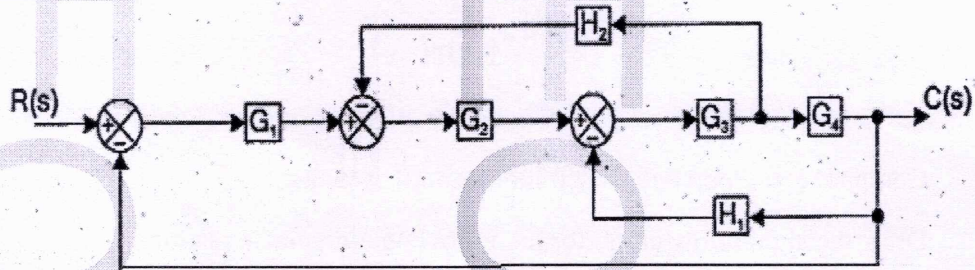 H₂
R(s) + − G₁ − + G₂ + − G₃ G₄ C(s)
H₁